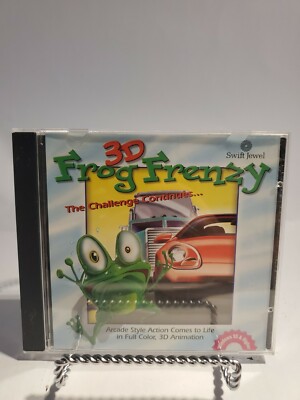 3D
Frog Frenzy
Swift Jewel
The Challenge Continues...
Arcade Style Action Comes to Life
in Full Color, 3D Animation